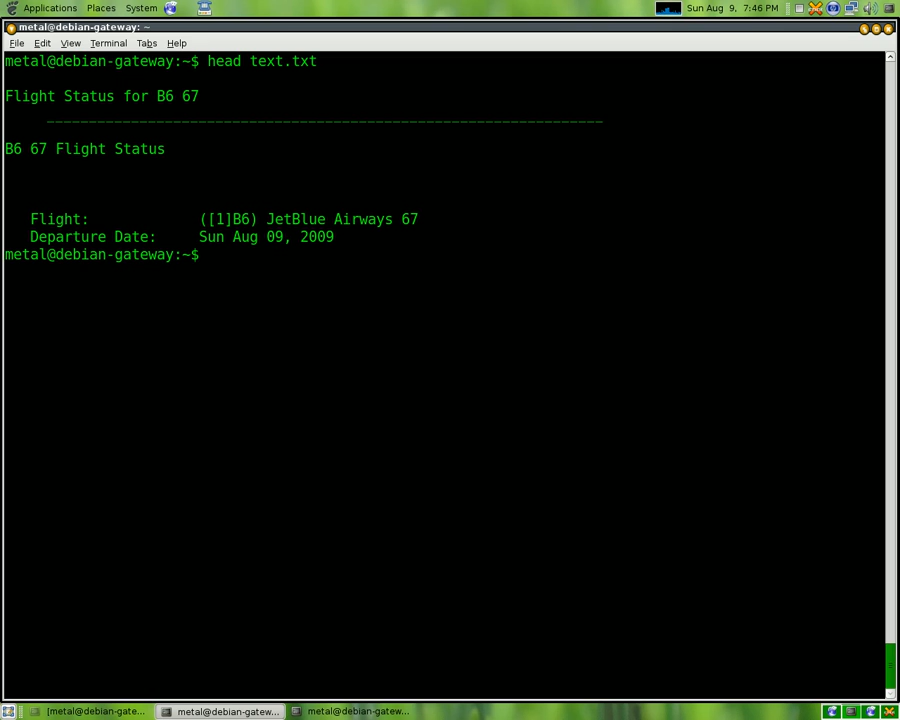 Applications Places System
Sun Aug 9, 7:46 PM
metal@debian-gateway: ~
File Edit View Terminal Tabs Help
metal@debian-gateway:~$ head text.txt
Flight Status for B6 67
__________________________________________________________________
B6 67 Flight Status
Flight: ([1]B6) JetBlue Airways 67
Departure Date: Sun Aug 09, 2009
metal@debian-gateway:~$
[metal@debian-gate...
metal@debian-gatew...
metal@debian-gatew...